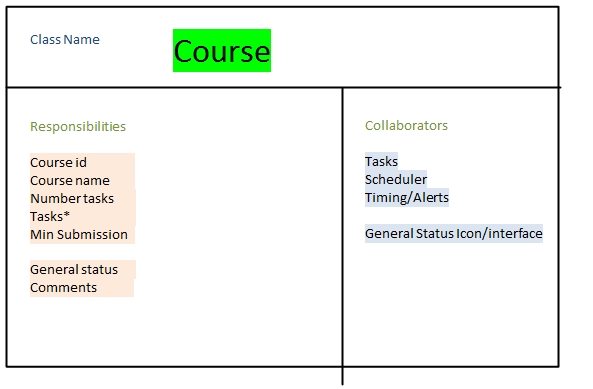 Class Name
Course
Responsibilities
Course id
Course name
Number tasks
Tasks*
Min Submission
General status
Comments
Collaborators
Tasks
Scheduler
Timing/Alerts
General Status Icon/interface